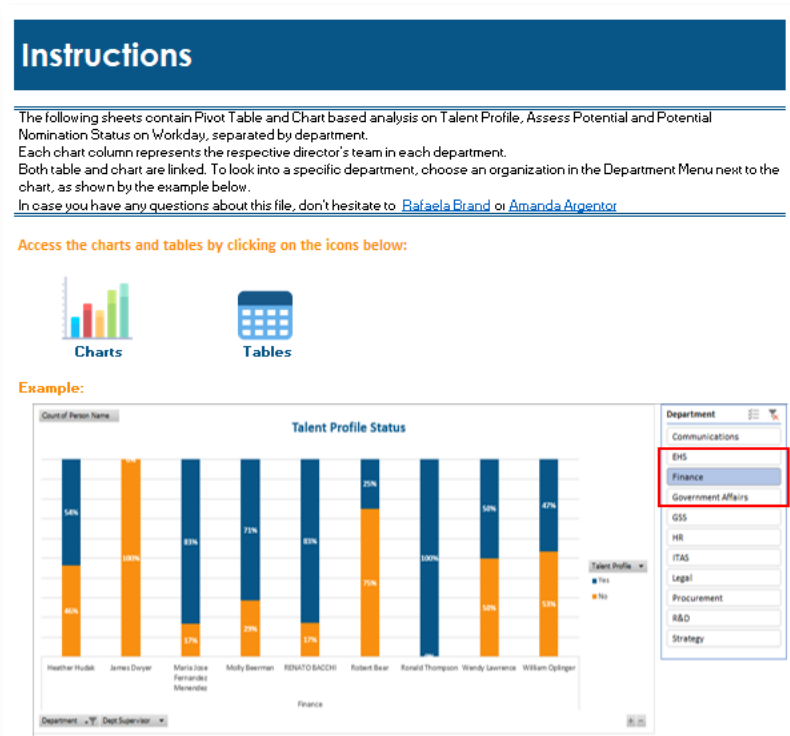 Instructions
The following sheets contain Pivot Table and Chart based analysis on Talent Profile, Assess Potential and Potential
Nomination Status on Workday, separated by department.
Each chart column represents the respective director's team in each department.
Both table and chart are linked. To look into a specific department, choose an organization in the Department Menu next to the
chart, as shown by the example below.
In case you have any questions about this file, don't hesitate to Rafaela Brand or Amanda Argentor
Access the charts and tables by clicking on the icons below:
Charts
Tables
Example:
Count of Person Name
Talent Profile Status
54%
46%
0%
100%
83%
17%
71%
29%
83%
17%
25%
75%
100%
0%
50%
50%
47%
53%
Heather Hudak
James Dwyer
Maria Jose
Fernandez
Menendez
Molly Beerman
RENATO BACCHI
Robert Bear
Ronald Thompson
Wendy Lawrence
William Oplinger
Finance
Department
Dept Supervisor
Talent Profile
Yes
No
Department
Communications
EHS
Finance
Government Affairs
GSS
HR
ITAS
Legal
Procurement
R&D
Strategy